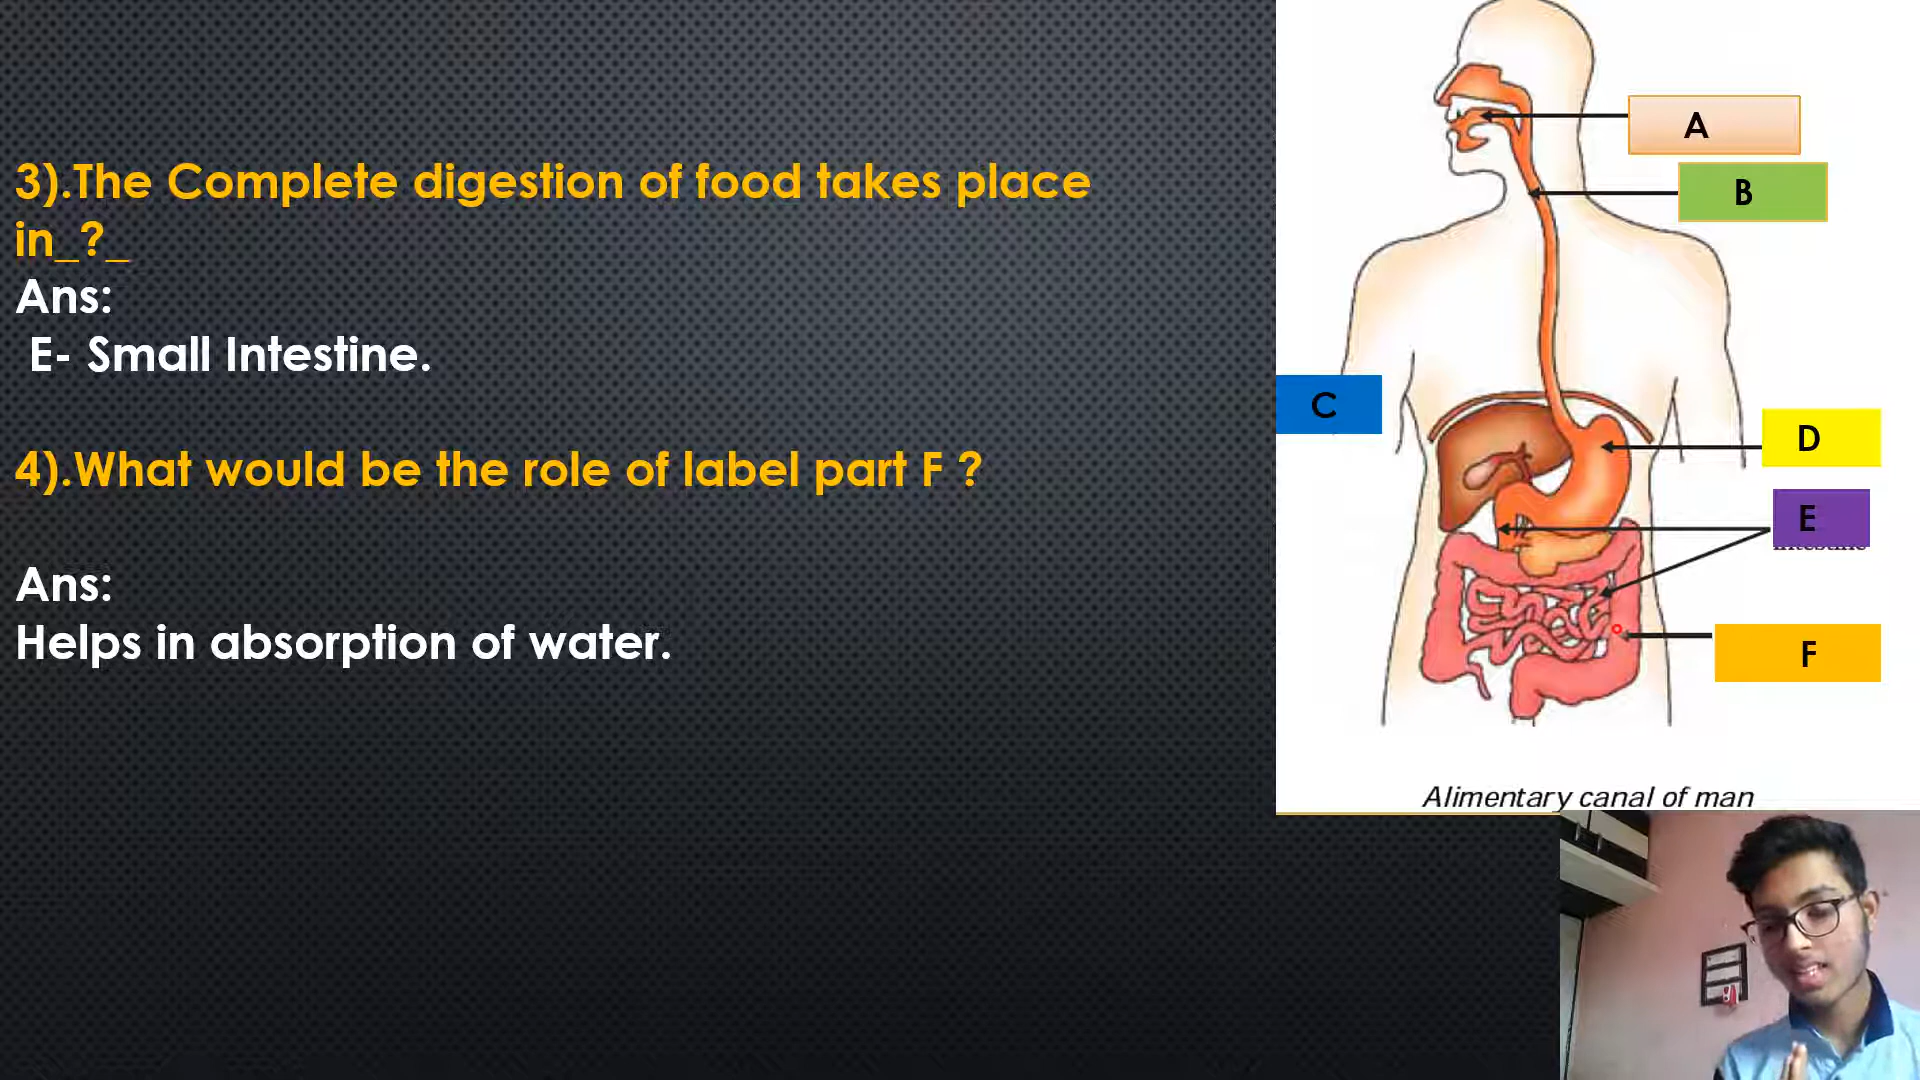 3).The Complete digestion of food takes place
in_?_
Ans:
E- Small Intestine.
4).What would be the role of label part F ?
Ans:
Helps in absorption of water.
A
B
C
D
E
F
Alimentary canal of man